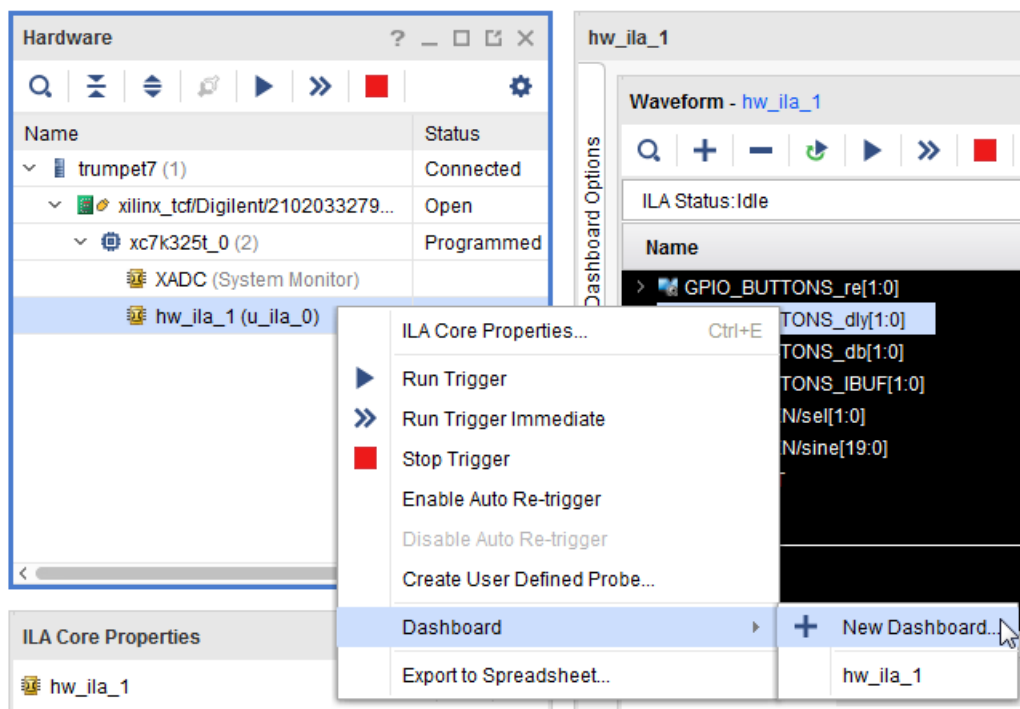 Hardware
Name Status
trumpet7 (1) Connected
xilinx_tcf/Digilent/2102033279... Open
xc7k325t_0 (2) Programmed
XADC (System Monitor)
hw_ila_1 (u_ila_0)
ILA Core Properties
hw_ila_1
hw_ila_1
Dashboard Options
Waveform - hw_ila_1
ILA Status:Idle
Name
GPIO_BUTTONS_re[1:0]
TONS_dly[1:0]
TONS_db[1:0]
TONS_IBUF[1:0]
N/sel[1:0]
N/sine[19:0]
ILA Core Properties... Ctrl+E
Run Trigger
Run Trigger Immediate
Stop Trigger
Enable Auto Re-trigger
Disable Auto Re-trigger
Create User Defined Probe...
Dashboard
Export to Spreadsheet...
New Dashboard...
hw_ila_1